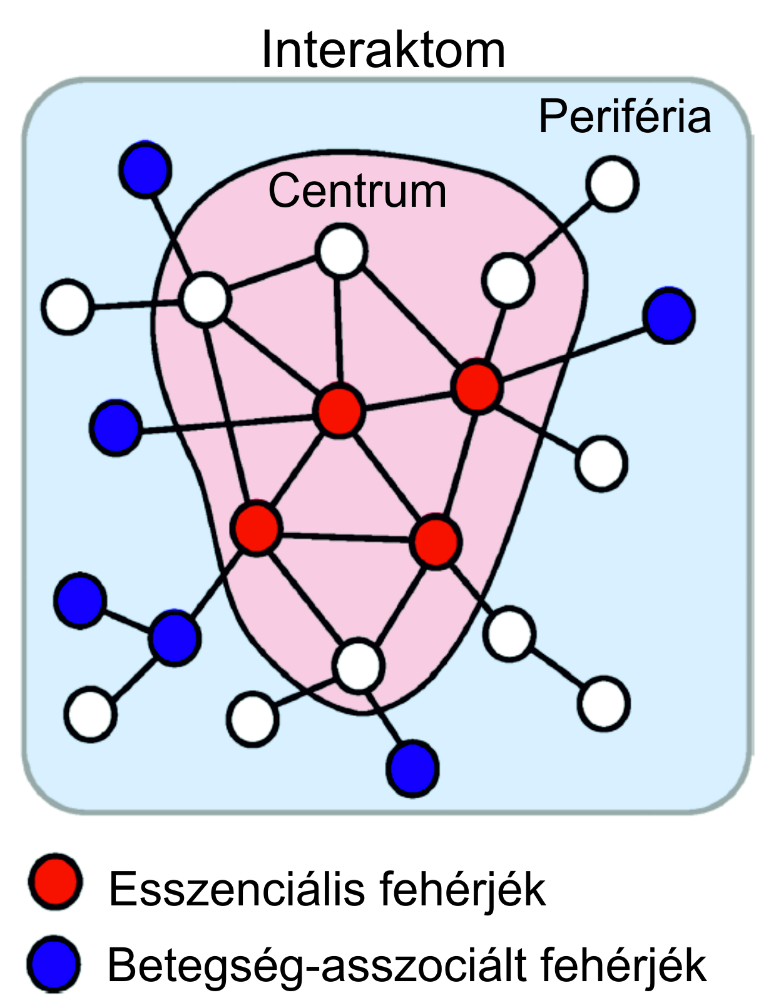 Interaktom
Periféria
Centrum
Esszenciális fehérjék
Betegség-asszociált fehérjék